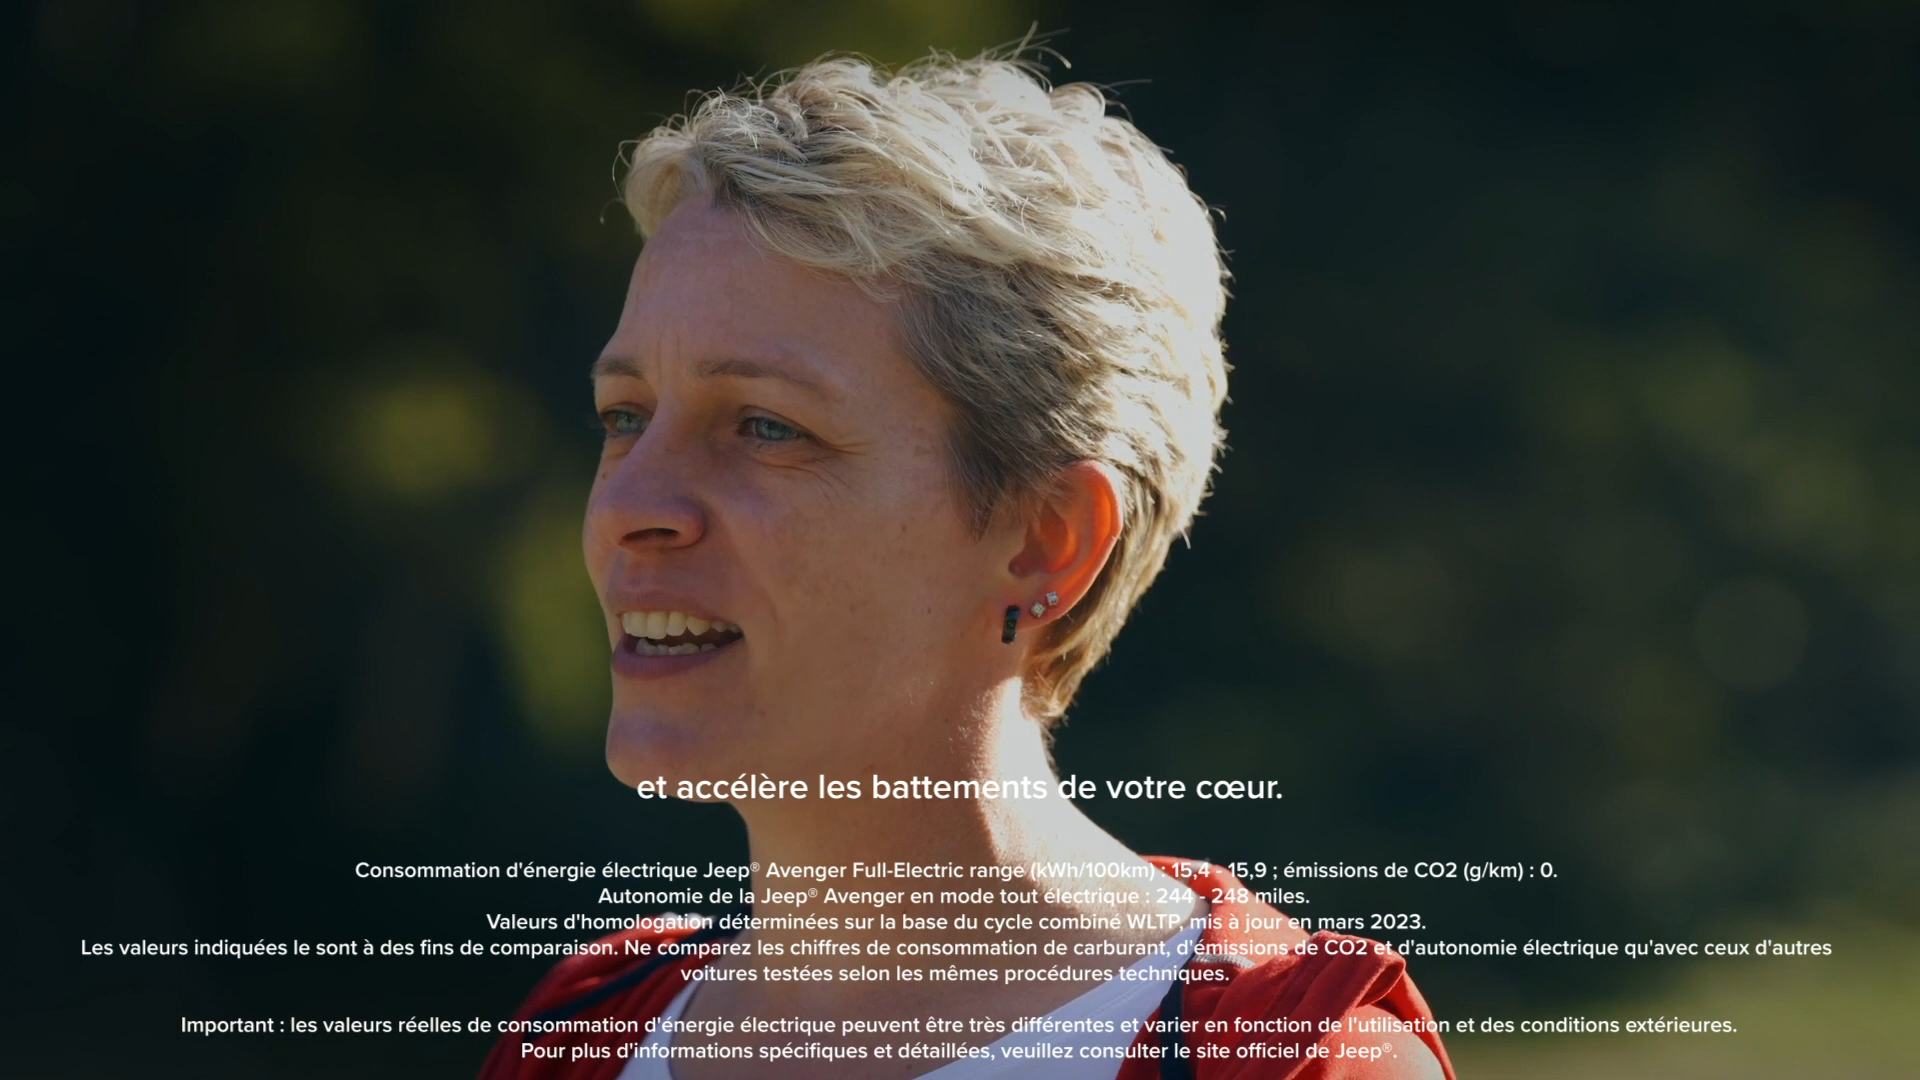 et accélère les battements de votre cœur.
Consommation d'énergie électrique Jeep® Avenger Full-Electric range (kWh/100km) : 15,4 - 15,9 ; émissions de CO2 (g/km) : 0.
Autonomie de la Jeep® Avenger en mode tout électrique : 244 - 248 miles.
Valeurs d'homologation déterminées sur la base du cycle combiné WLTP, mis à jour en mars 2023.
Les valeurs indiquées le sont à des fins de comparaison. Ne comparez les chiffres de consommation de carburant, d'émissions de CO2 et d'autonomie électrique qu'avec ceux d'autres
voitures testées selon les mêmes procédures techniques.
Important : les valeurs réelles de consommation d'énergie électrique peuvent être très différentes et varier en fonction de l'utilisation et des conditions extérieures.
Pour plus d'informations spécifiques et détaillées, veuillez consulter le site officiel de Jeep®.